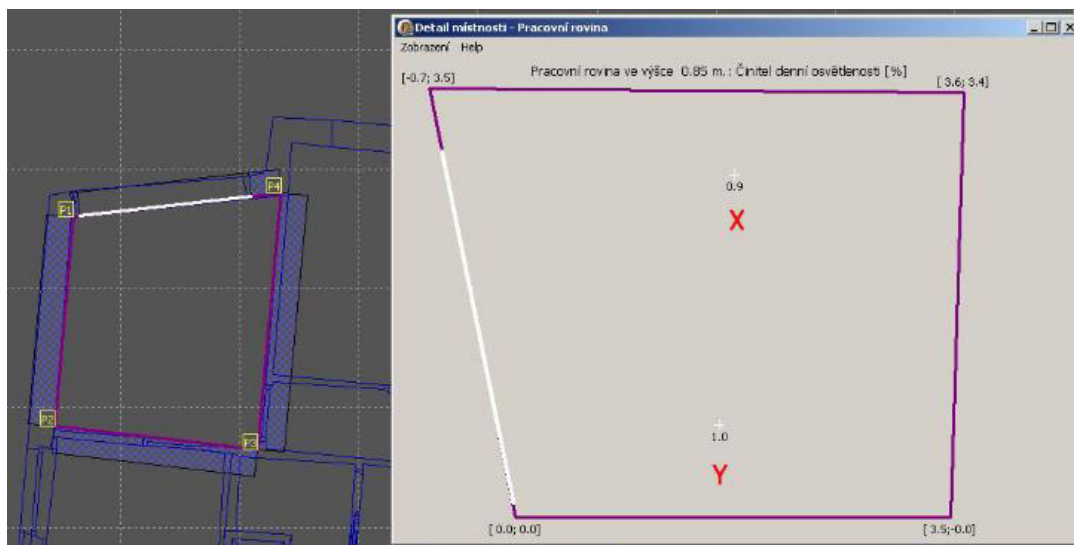 Detail místnosti - Pracovní rovina
Zobrazení Help
Pracovní rovina ve výšce 0.85 m. : Činitel denní osvětlenosti [%]
[-0.7; 3.5]
[ 3.6; 3.4]
0.9
X
P1
P4
1.0
Y
P2
P3
[ 0.0; 0.0]
[ 3.5;-0.0]